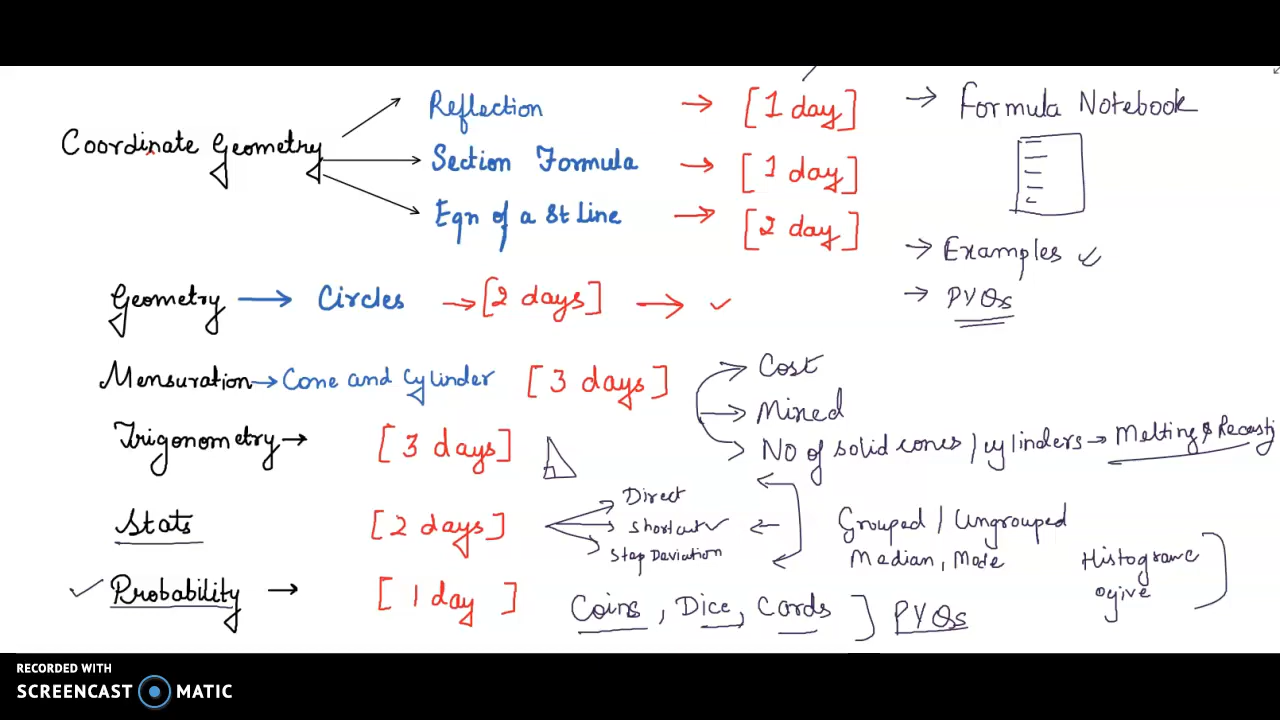 Reflection → [1 day] → Formula Notebook
Coordinate Geometry
Section Formula → [1 day]
Eqn of a St Line → [2 day]
→ Examples ✓
→ PYQs
Geometry → Circles → [2 days] → ✓
Mensuration → Cone and Cylinder [3 days]
Cost
Mixed
No of solid cones / cylinders → Melting & Recasting
Trigonometry → [3 days]
Stats [2 days]
Direct
Shortcut ✓
Step Deviation
Grouped / Ungrouped
Median, Mode
Histogram
Ogive
✓ Probability → [1 day] Coins, Dice, Cards ] PYQs
RECORDED WITH
SCREENCAST MATIC